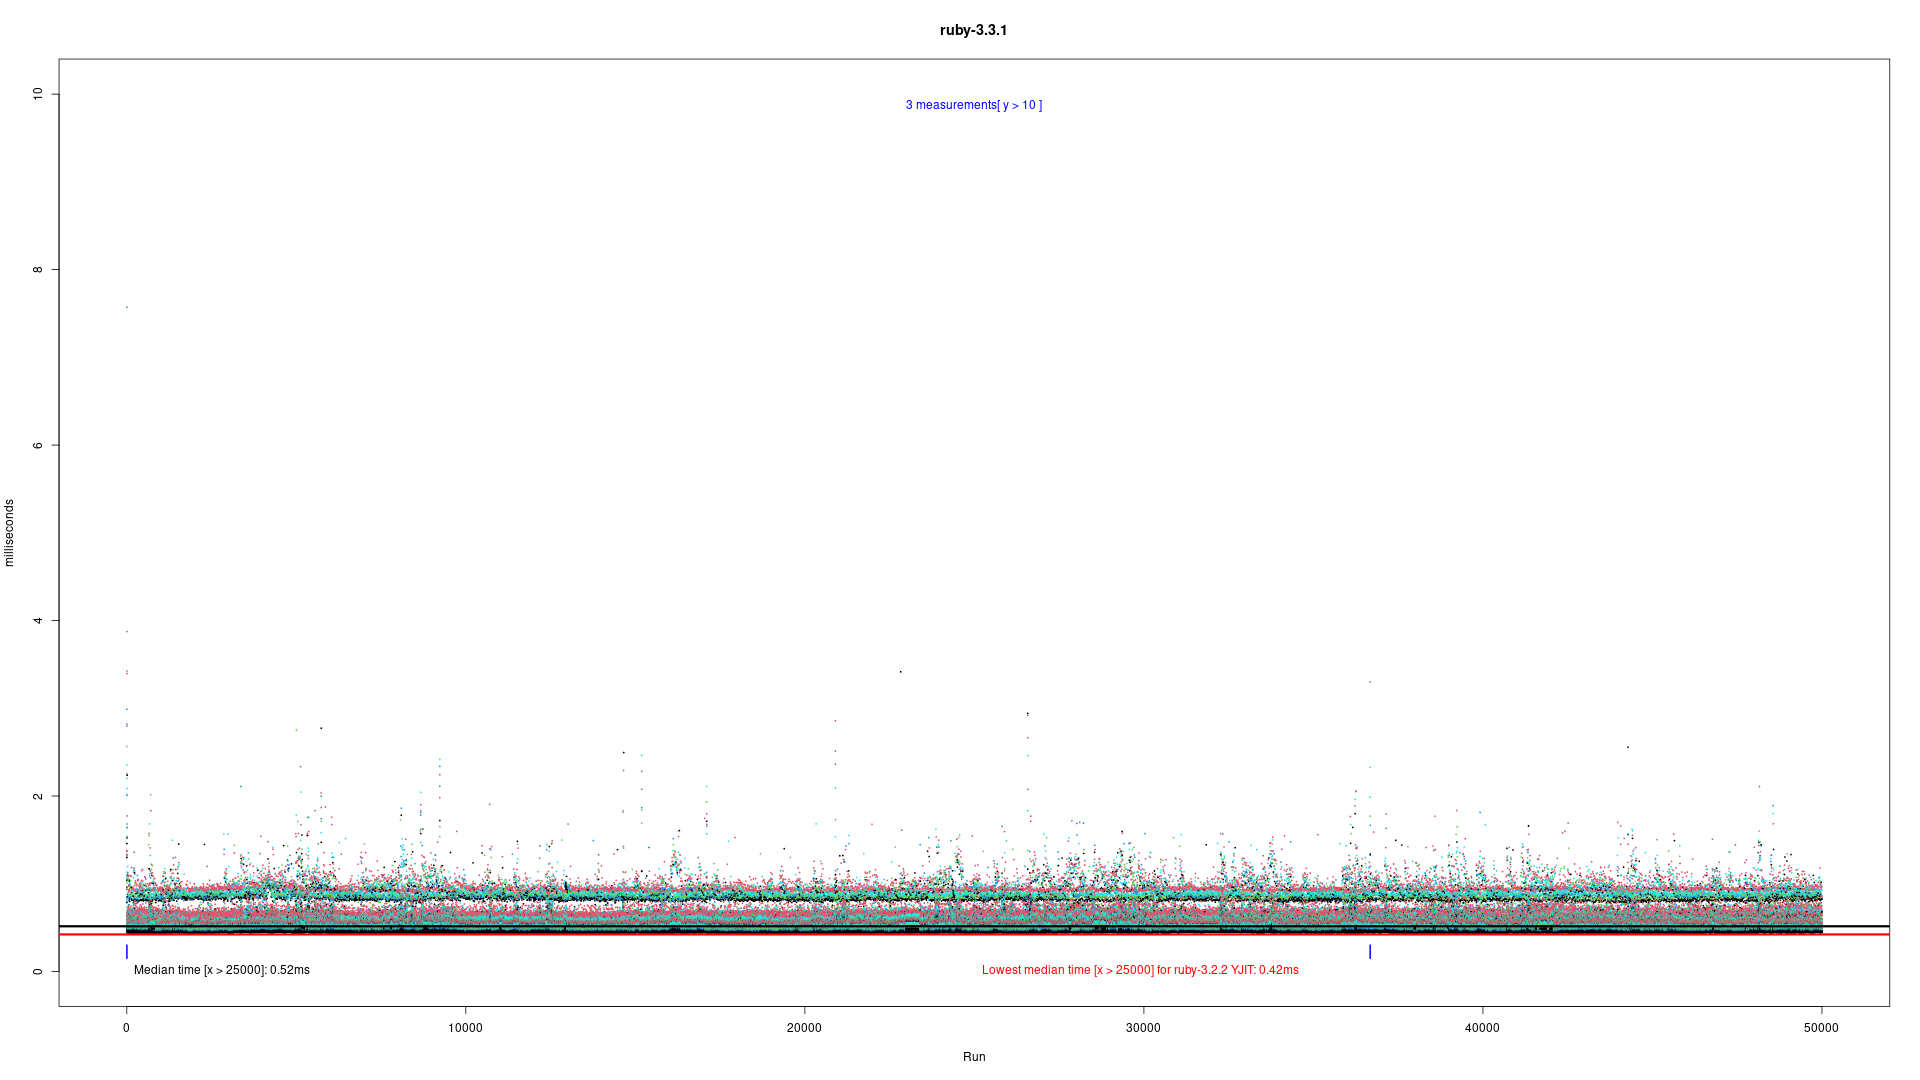 ruby-3.3.1
3 measurements[ y > 10 ]
10
8
6
4
2
0
milliseconds
Median time [x > 25000]: 0.52ms
Lowest median time [x > 25000] for ruby-3.2.2 YJIT: 0.42ms
0
10000
20000
30000
40000
50000
Run